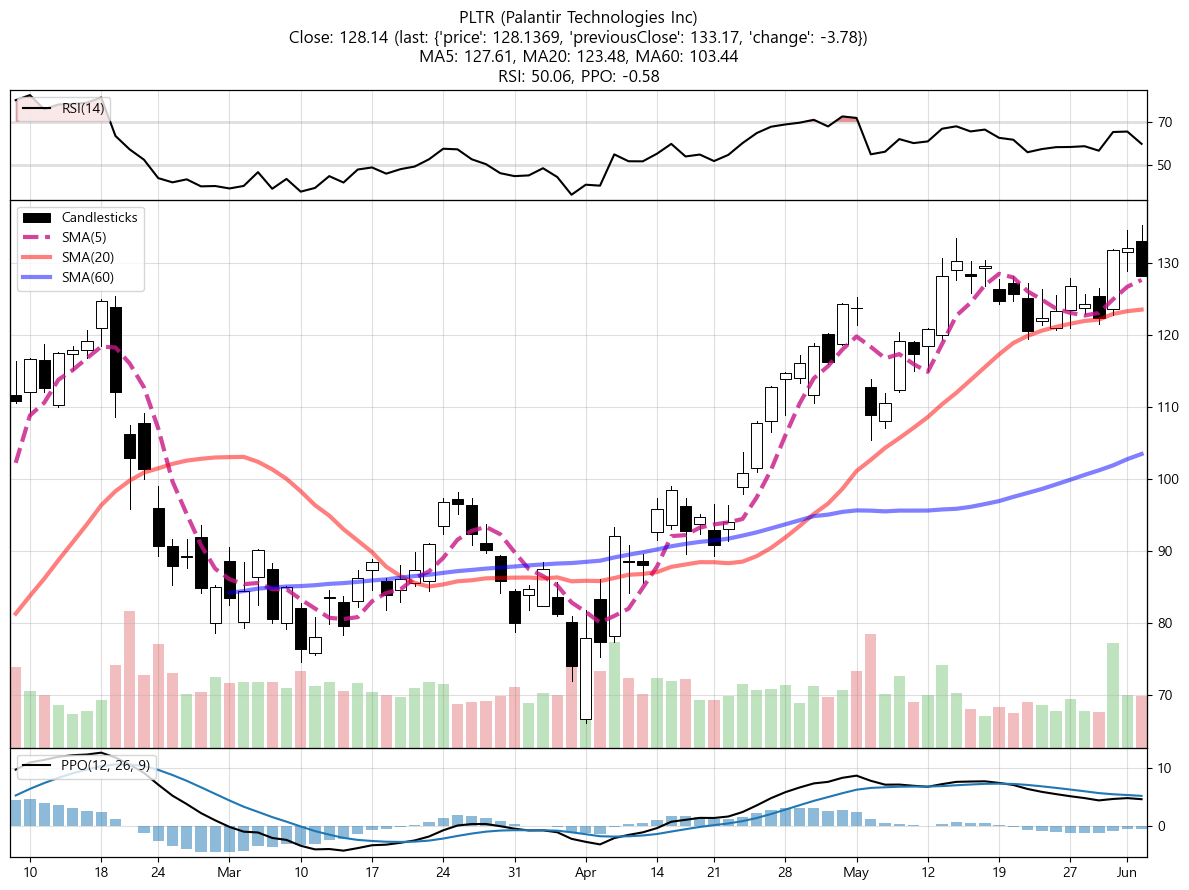 PLTR (Palantir Technologies Inc)
Close: 128.14 (last: {'price': 128.1369, 'previousClose': 133.17, 'change': -3.78})
MA5: 127.61, MA20: 123.48, MA60: 103.44
RSI: 50.06, PPO: -0.58
RSI(14)
70
50
Candlesticks
SMA(5)
SMA(20)
SMA(60)
130
120
110
100
90
80
70
PPO(12, 26, 9)
10
0
10 18 24 Mar 10 17 24 31 Apr 14 21 28 May 12 19 27 Jun